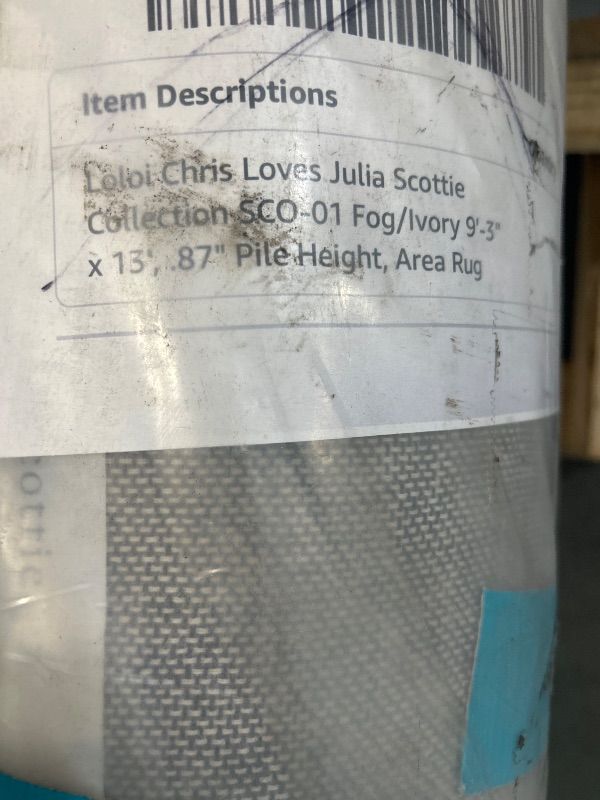 Item Descriptions
Loloi Chris Loves Julia Scottie
Collection SCO-01 Fog/Ivory 9'-3"
x 13', .87" Pile Height, Area Rug
cottie